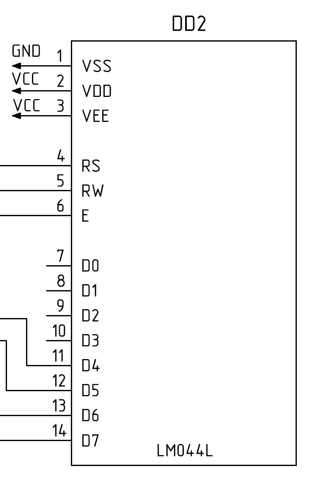 DD2
GND 1 VSS
VCC 2 VDD
VCC 3 VEE
4 RS
5 RW
6 E
7 D0
8 D1
9 D2
10 D3
11 D4
12 D5
13 D6
14 D7
LM044L